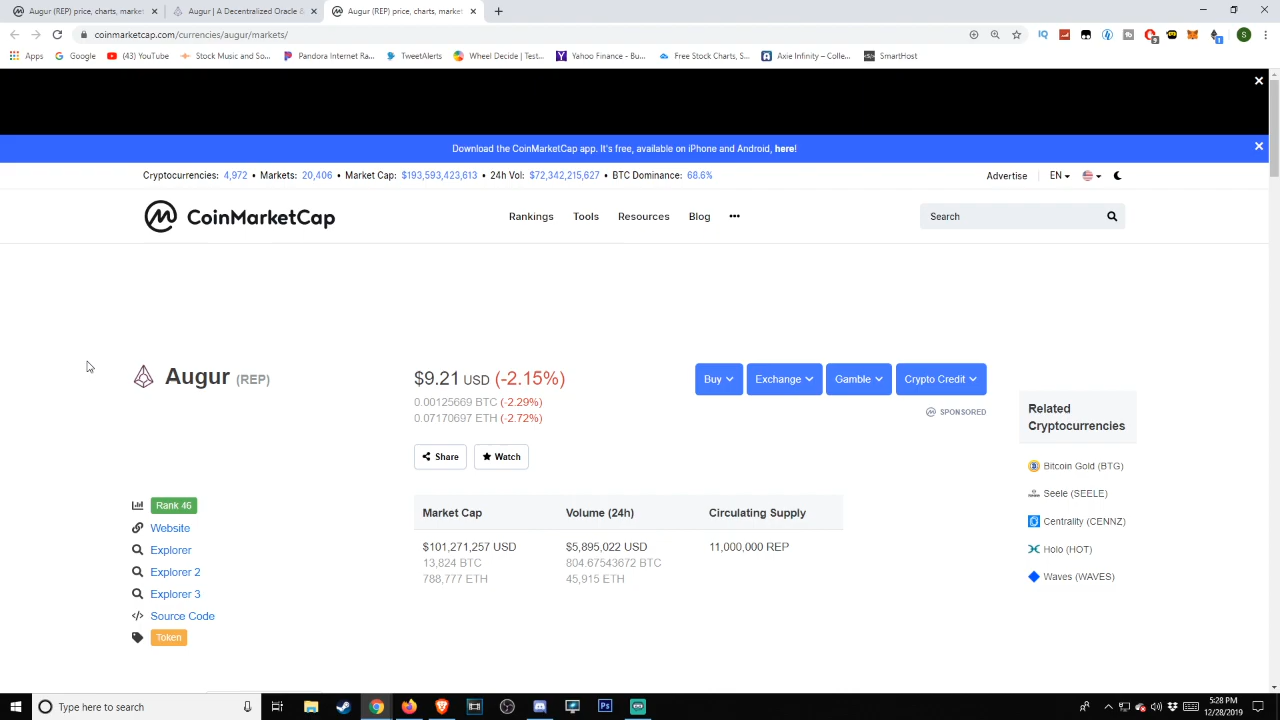 Augur (REP) price, charts, market
Augur | A Decentralized Oracle &
Augur (REP) price, charts, market
coinmarketcap.com/currencies/augur/markets/
Apps
Google
(43) YouTube
Stock Music and So...
Pandora Internet Ra...
TweetAlerts
Wheel Decide | Test...
Yahoo Finance - Bu...
Free Stock Charts, S...
Axie Infinity – Colle...
SmartHost
Download the CoinMarketCap app. It's free, available on iPhone and Android, here!
Cryptocurrencies: 4,972 • Markets: 20,406 • Market Cap: $193,593,423,613 • 24h Vol: $72,342,215,627 • BTC Dominance: 68.6%
Advertise
EN
CoinMarketCap
Rankings
Tools
Resources
Blog
•••
Search
Augur (REP)
$9.21 USD (-2.15%)
0.00125669 BTC (-2.29%)
0.07170697 ETH (-2.72%)
Buy
Exchange
Gamble
Crypto Credit
SPONSORED
Share
Watch
Related
Cryptocurrencies
Bitcoin Gold (BTG)
Seele (SEELE)
Centrality (CENNZ)
Holo (HOT)
Waves (WAVES)
Rank 46
Website
Explorer
Explorer 2
Explorer 3
Source Code
Token
Market Cap
Volume (24h)
Circulating Supply
$101,271,257 USD
$5,895,022 USD
11,000,000 REP
13,824 BTC
804.67543672 BTC
788,777 ETH
45,915 ETH
Type here to search
5:28 PM
12/28/2019